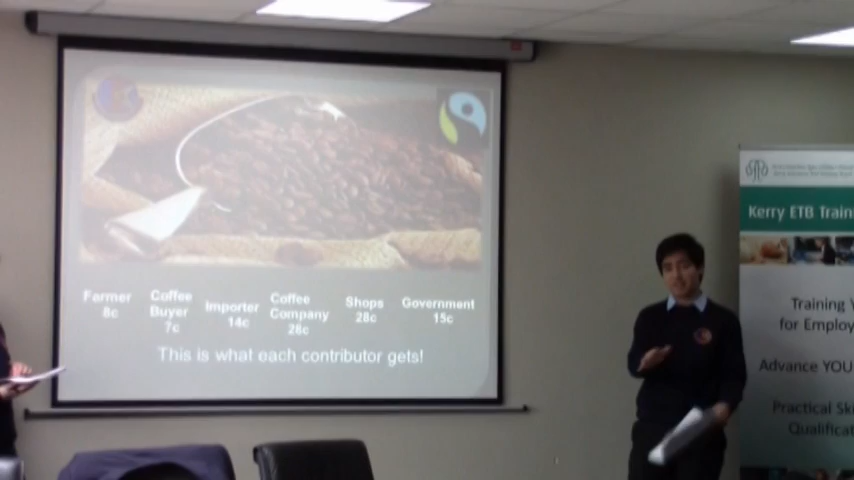 Farmer
8c
Coffee
Buyer
7c
Importer
14c
Coffee
Company
28c
Shops
28c
Government
15c
This is what each contributor gets!
Kerry ETB Train
Training Y
for Employ
Advance YOU
Practical Ski
Qualificat